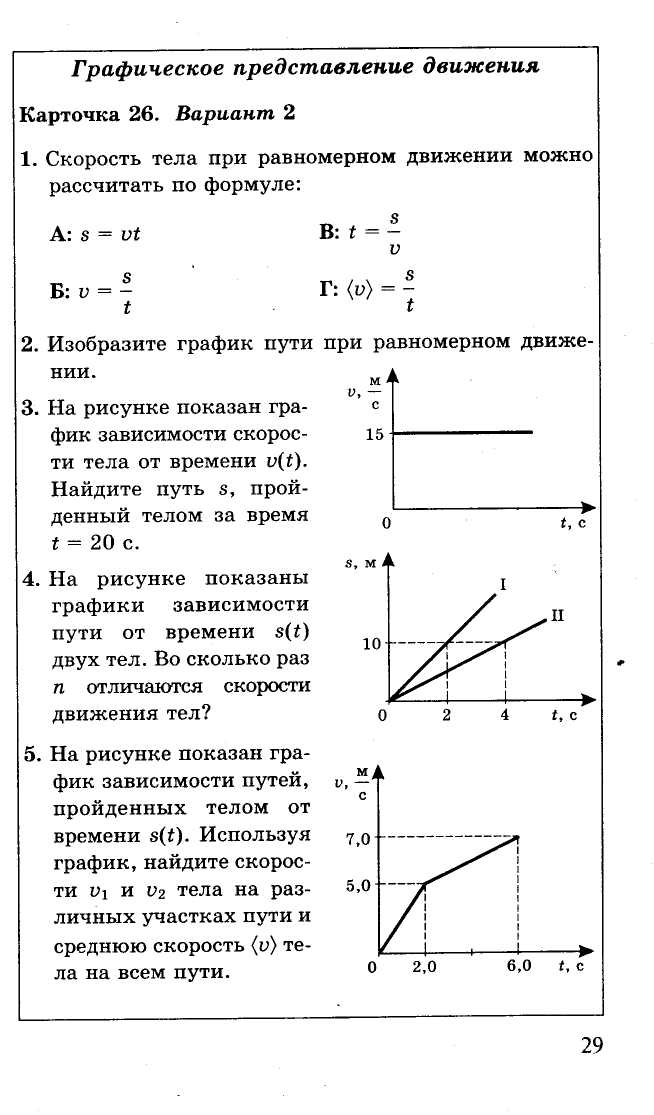 Графическое представление движения
Карточка 26. Вариант 2
1. Скорость тела при равномерном движении можно
рассчитать по формуле:
А: s = vt
В: t = s/v
Б: v = s/t
Г: ⟨v⟩ = s/t
2. Изобразите график пути при равномерном движе-
нии.
3. На рисунке показан гра-
фик зависимости скорос-
ти тела от времени v(t).
Найдите путь s, прой-
денный телом за время
t = 20 с.
v, м/с
15
0
t, с
4. На рисунке показаны
графики зависимости
пути от времени s(t)
двух тел. Во сколько раз
n отличаются скорости
движения тел?
s, м
I
II
10
0
2
4
t, с
5. На рисунке показан гра-
фик зависимости путей,
пройденных телом от
времени s(t). Используя
график, найдите скорос-
ти v1 и v2 тела на раз-
личных участках пути и
среднюю скорость ⟨v⟩ те-
ла на всем пути.
v, м/с
7,0
5,0
0
2,0
6,0
t, с
29